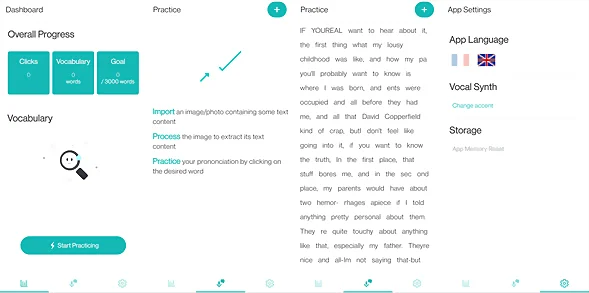 Dashboard
Overall Progress
Clicks
0
Vocabulary
0
words
Goal
0
/ 3000 words
Vocabulary
Start Practicing
Practice
+
Import an image/photo containing some text
content
Process the image to extract its text
content
Practice your prononciation by clicking on
the desired word
Practice
+
IF YOUREAL want to hear about it,
the first thing what my lousy
childhood was like, and how my pa
you'll probably want to know is
where I was born, and ents were
occupied and all before they had
me, and all that David Copperfield
kind of crap, butI don't feel like
going into it, if you want to know
the truth, In the first place, that
stuff bores me, and in the sec ond
place, my parents would have about
two hemor- rhages apiece if I told
anything pretty personal about them
They re quite touchy about anything
like that, especially my father. Theyre
nice and all-Im not saying that-but
App Settings
App Language
Vocal Synth
Change accent
Storage
App Memory Reset